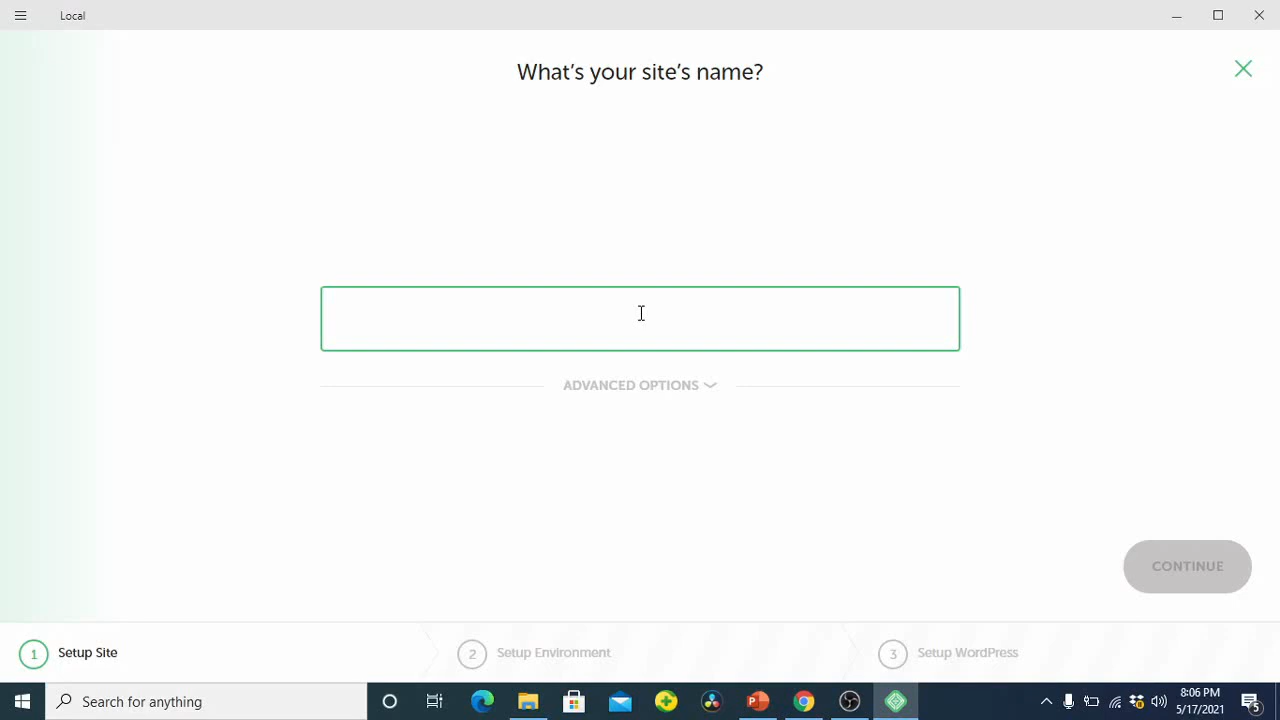 Local
What's your site's name?
ADVANCED OPTIONS
CONTINUE
1 Setup Site
2 Setup Environment
3 Setup WordPress
Search for anything
8:06 PM
5/17/2021
5